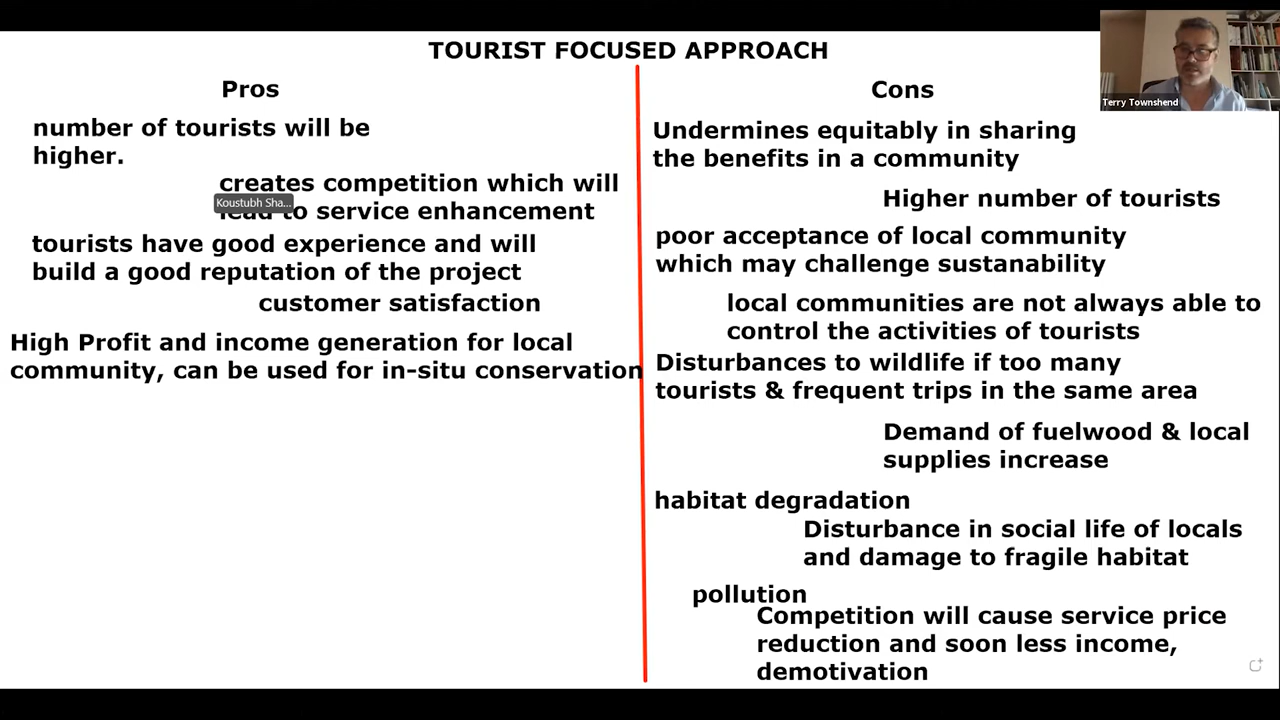 TOURIST FOCUSED APPROACH
Terry Townshend
Pros
number of tourists will be
higher.
creates competition which will
Koustubh Sha...
to service enhancement
tourists have good experience and will
build a good reputation of the project
customer satisfaction
High Profit and income generation for local
community, can be used for in-situ conservation
Cons
Undermines equitably in sharing
the benefits in a community
Higher number of tourists
poor acceptance of local community
which may challenge sustanability
local communities are not always able to
control the activities of tourists
Disturbances to wildlife if too many
tourists & frequent trips in the same area
Demand of fuelwood & local
supplies increase
habitat degradation
Disturbance in social life of locals
and damage to fragile habitat
pollution
Competition will cause service price
reduction and soon less income,
demotivation